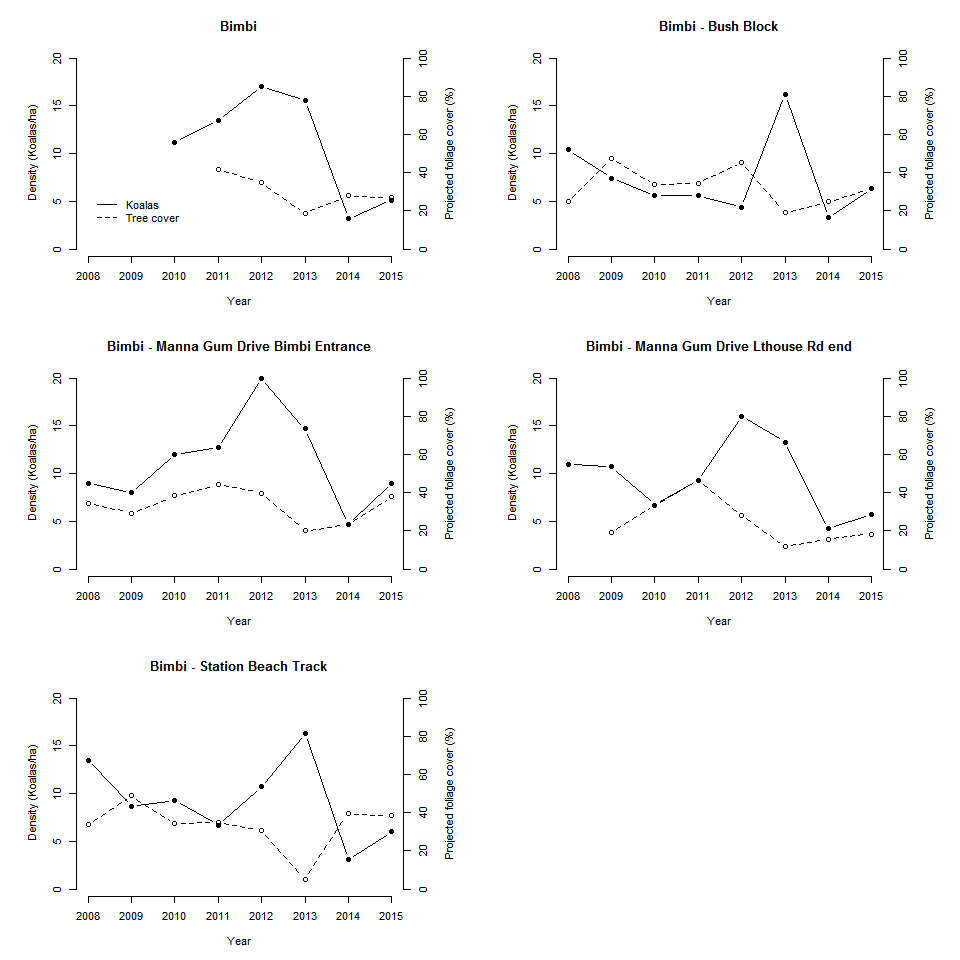 Bimbi
Density (Koalas/ha)
20
15
10
5
0
Koalas
Tree cover
100
80
60
40
20
0
Projected foliage cover (%)
2008 2009 2010 2011 2012 2013 2014 2015
Year
Bimbi - Bush Block
Density (Koalas/ha)
20
15
10
5
0
100
80
60
40
20
0
Projected foliage cover (%)
2008 2009 2010 2011 2012 2013 2014 2015
Year
Bimbi - Manna Gum Drive Bimbi Entrance
Density (Koalas/ha)
20
15
10
5
0
100
80
60
40
20
0
Projected foliage cover (%)
2008 2009 2010 2011 2012 2013 2014 2015
Year
Bimbi - Manna Gum Drive Lthouse Rd end
Density (Koalas/ha)
20
15
10
5
0
100
80
60
40
20
0
Projected foliage cover (%)
2008 2009 2010 2011 2012 2013 2014 2015
Year
Bimbi - Station Beach Track
Density (Koalas/ha)
20
15
10
5
0
100
80
60
40
20
0
Projected foliage cover (%)
2008 2009 2010 2011 2012 2013 2014 2015
Year